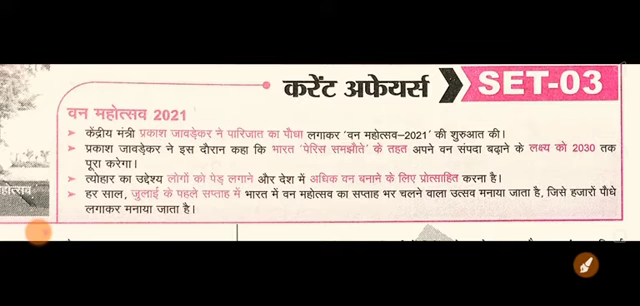 करेंट अफेयर्स SET-03
वन महोत्सव 2021
➤ केंद्रीय मंत्री प्रकाश जावड़ेकर ने पारिजात का पौधा लगाकर 'वन महोत्सव-2021' की शुरुआत की।
➤ प्रकाश जावड़ेकर ने इस दौरान कहा कि भारत 'पेरिस समझौते' के तहत अपने वन संपदा बढ़ाने के लक्ष्य को 2030 तक
पूरा करेगा।
➤ त्योहार का उद्देश्य लोगों को पेड़ लगाने और देश में अधिक वन बनाने के लिए प्रोत्साहित करना है।
➤ हर साल, जुलाई के पहले सप्ताह में भारत में वन महोत्सव का सप्ताह भर चलने वाला उत्सव मनाया जाता है, जिसे हजारों पौधे
लगाकर मनाया जाता है।